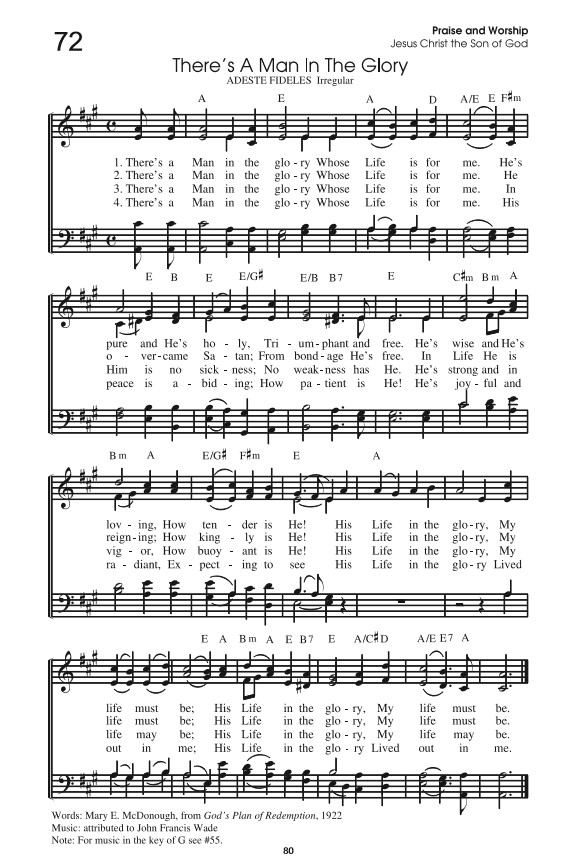 72
Praise and Worship
Jesus Christ the Son of God
There's A Man In The Glory
ADESTE FIDELES Irregular
A E A D A/E E F♯m
1. There's a Man in the glo - ry Whose Life is for me. He's
2. There's a Man in the glo - ry Whose Life is for me. He
3. There's a Man in the glo - ry Whose Life is for me. In
4. There's a Man in the glo - ry Whose Life is for me. His
E B E E/G♯ E/B B7 E C♯m Bm A
pure and He's ho - ly, Tri - um - phant and free. He's wise and He's
o - ver - came Sa - tan; From bond - age He's free. In Life He is
Him is no sick - ness; No weak - ness has He. He's strong and in
peace is a - bid - ing; How pa - tient is He! He's joy - ful and
Bm A E/G♯ F♯m E A
lov - ing, How ten - der is He! His Life in the glo - ry, My
reign - ing; How king - ly is He! His Life in the glo - ry, My
vig - or, How buoy - ant is He! His Life in the glo - ry, My
ra - diant, Ex - pect - ing to see His Life in the glo - ry Lived
E A Bm A E B7 E A/C♯ D A/E E7 A
life must be; His Life in the glo - ry, My life must be.
life must be; His Life in the glo - ry, My life must be.
life may be; His Life in the glo - ry, My life may be.
out in me; His Life in the glo - ry Lived out in me.
Words: Mary E. McDonough, from God's Plan of Redemption, 1922
Music: attributed to John Francis Wade
Note: For music in the key of G see #55.
80